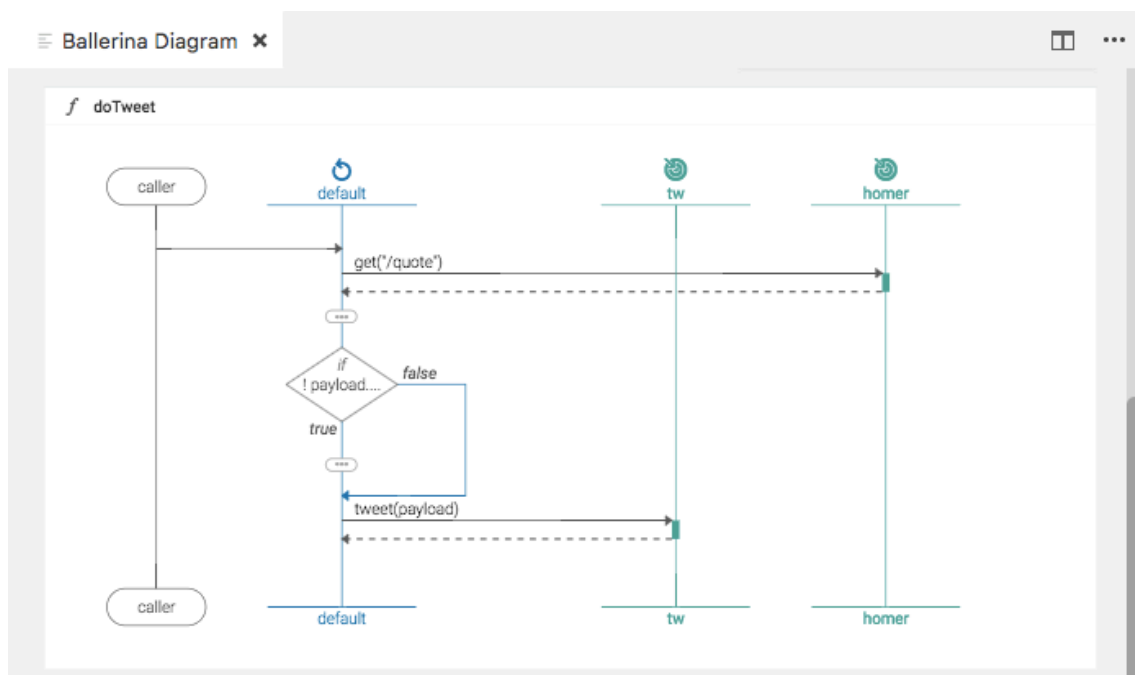 Ballerina Diagram
f doTweet
caller
default
tw
homer
get("/quote")
if
! payload....
false
true
tweet(payload)
caller
default
tw
homer